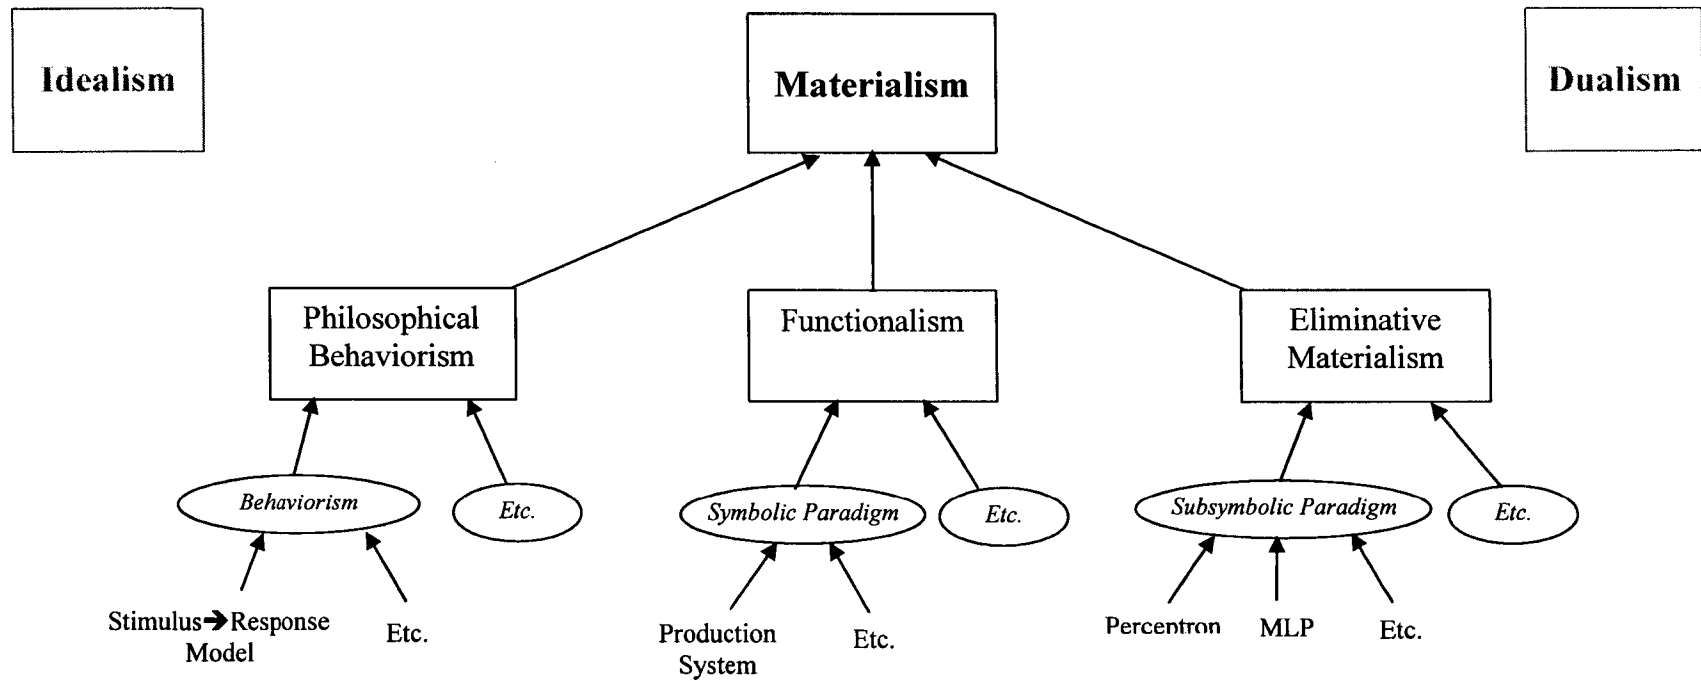 Idealism
Materialism
Dualism
Philosophical
Behaviorism
Functionalism
Eliminative
Materialism
Behaviorism
Etc.
Symbolic Paradigm
Etc.
Subsymbolic Paradigm
Etc.
Stimulus➔Response
Model
Etc.
Production
System
Etc.
Percentron
MLP
Etc.